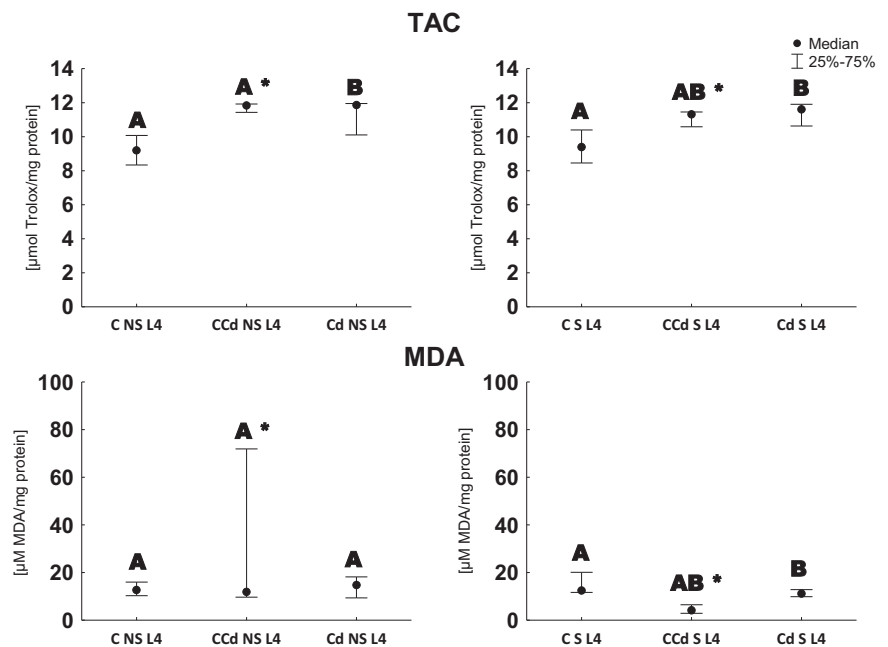 TAC
Median
25%-75%
[µmol Trolox/mg protein]
14
12
10
8
6
4
2
0
A
A *
B
C NS L4
CCd NS L4
Cd NS L4
[µmol Trolox/mg protein]
14
12
10
8
6
4
2
0
A
AB *
B
C S L4
CCd S L4
Cd S L4
MDA
[µM MDA/mg protein]
100
80
60
40
20
0
A
A *
A
C NS L4
CCd NS L4
Cd NS L4
[µM MDA/mg protein]
100
80
60
40
20
0
A
AB *
B
C S L4
CCd S L4
Cd S L4